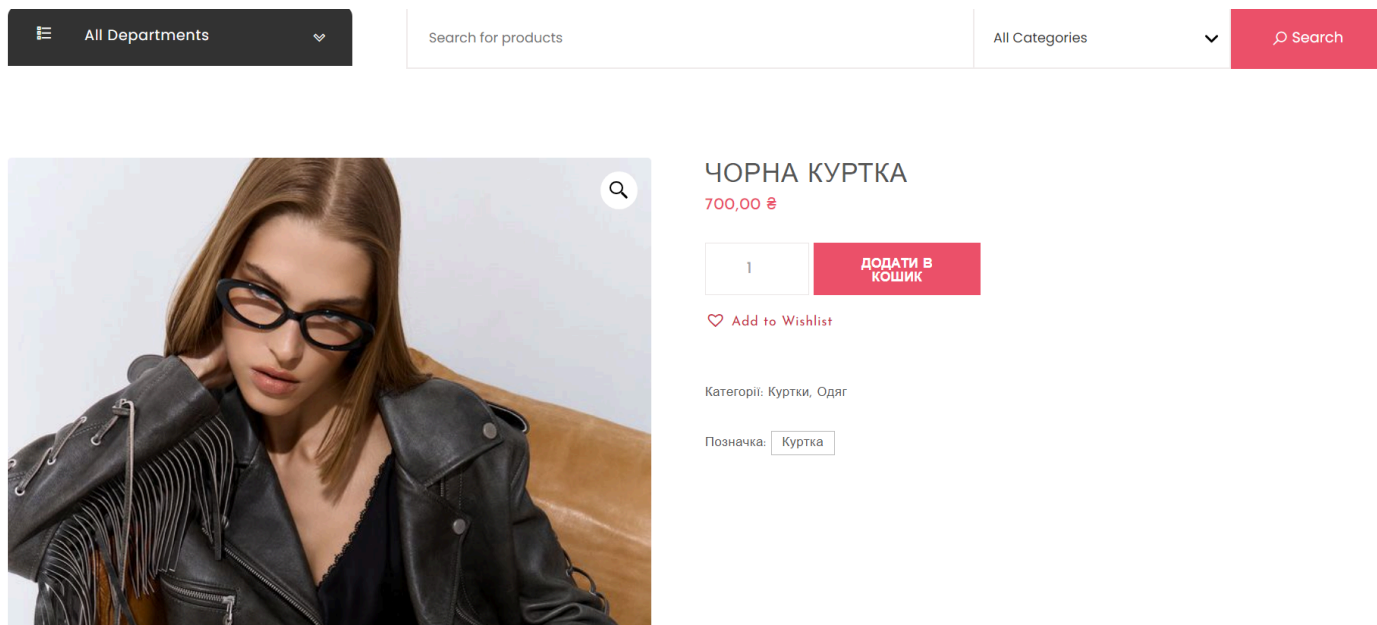 All Departments
Search for products
All Categories
Search
ЧОРНА КУРТКА
700,00 ₴
1
ДОДАТИ В
КОШИК
Add to Wishlist
Категорії: Куртки, Одяг
Позначка: Куртка